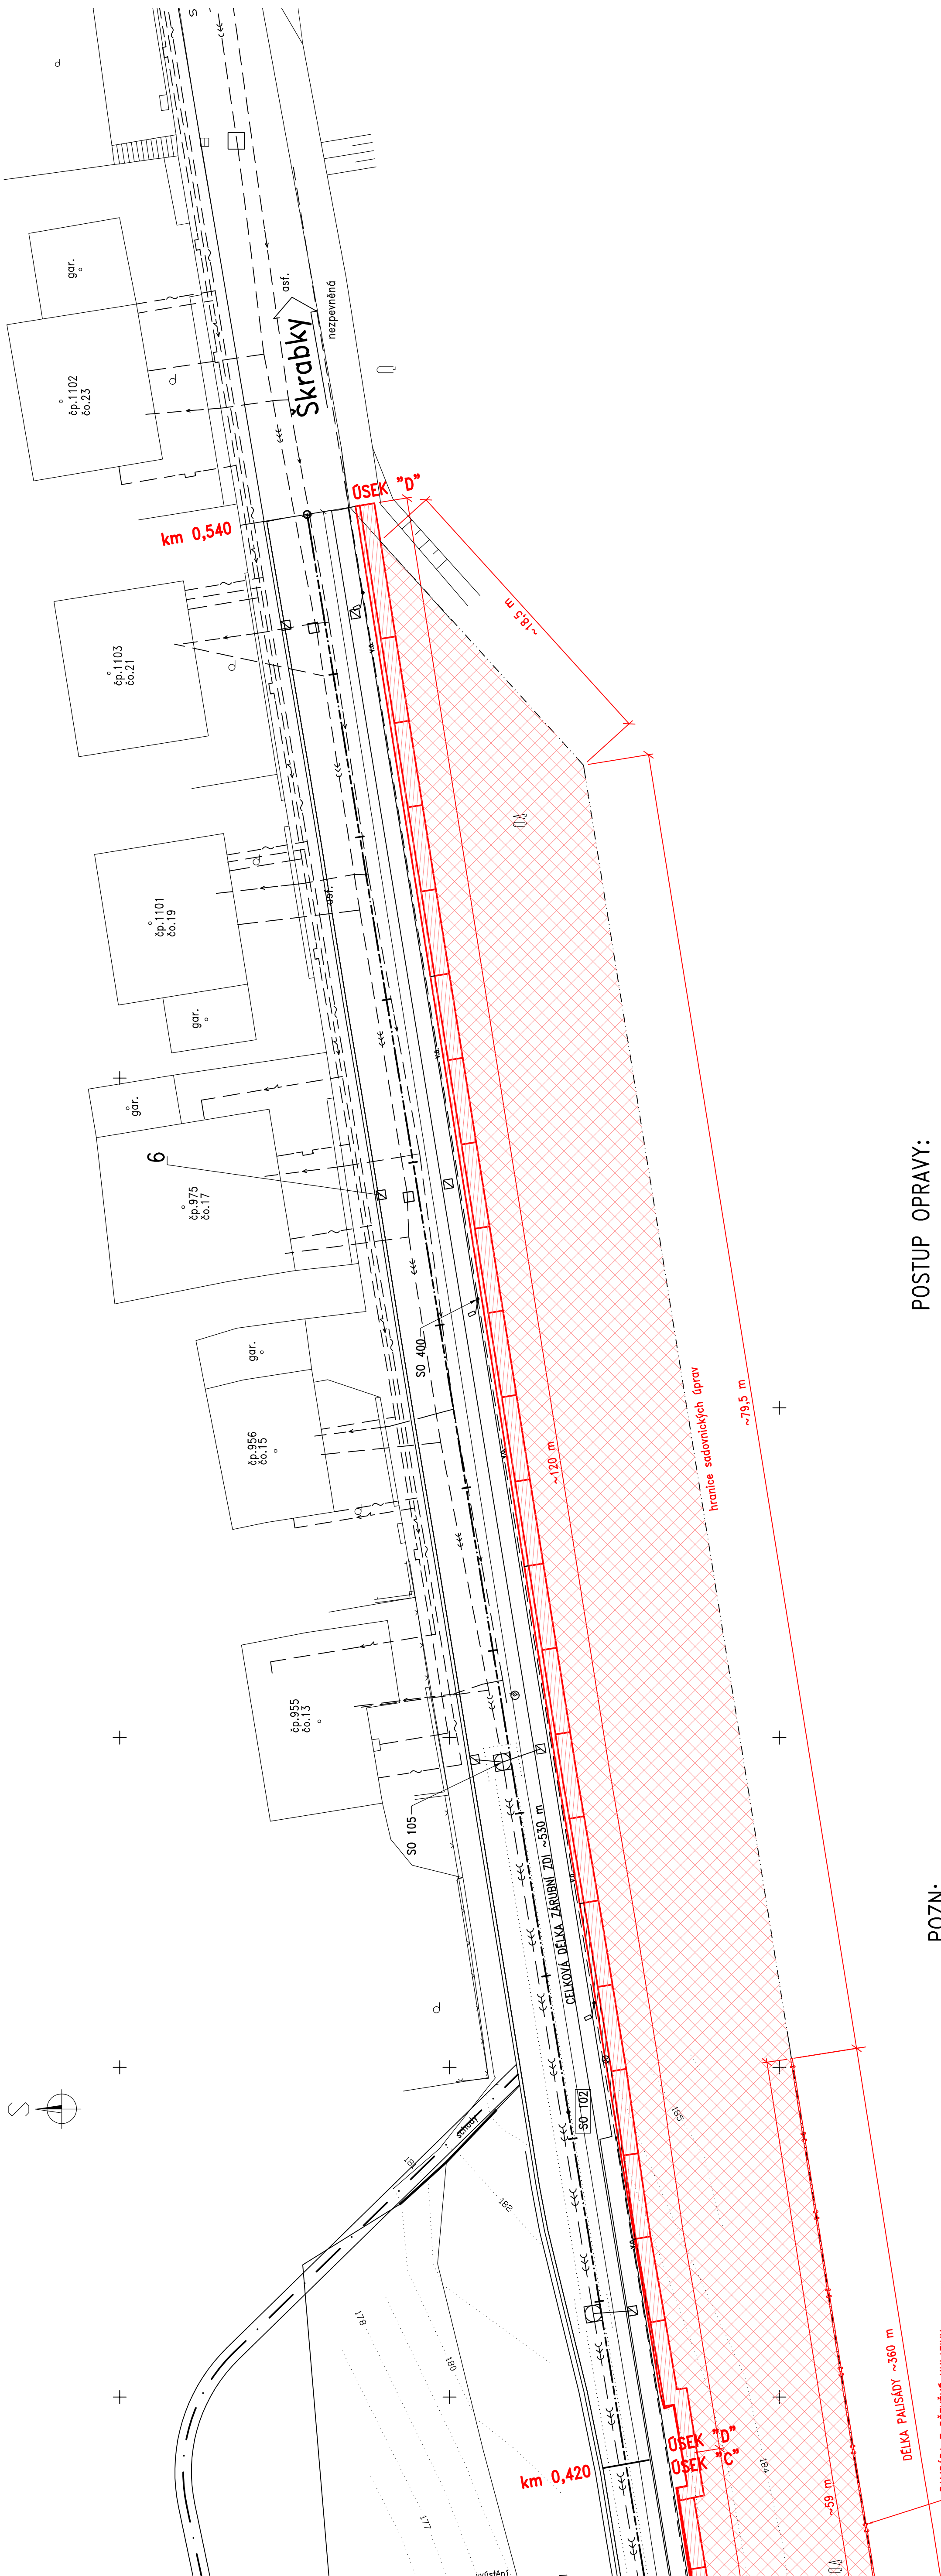 gar.
čp.1102
čo.23
asf.
Škrabky
nezpevněná
ÚSEK "D"
km 0,540
~18,5 m
čp.1103
čo.21
čp.1101
čo.19
asf.
gar.
gar.
6
čp.975
čo.17
POSTUP OPRAVY:
SO 400
gar.
čp.956
čo.15
~120 m
hranice sadovnických úprav
~79,5 m
čp.955
čo.13
SO 105
CELKOVÁ DÉLKA ZÁRUBNÍ ZDI ~530 m
POZN:
S
SO 102
schody
181
182
185
178
180
DÉLKA PALISÁDY ~360 m
ÚSEK "D"
ÚSEK "C"
km 0,420
184
~59 m
177